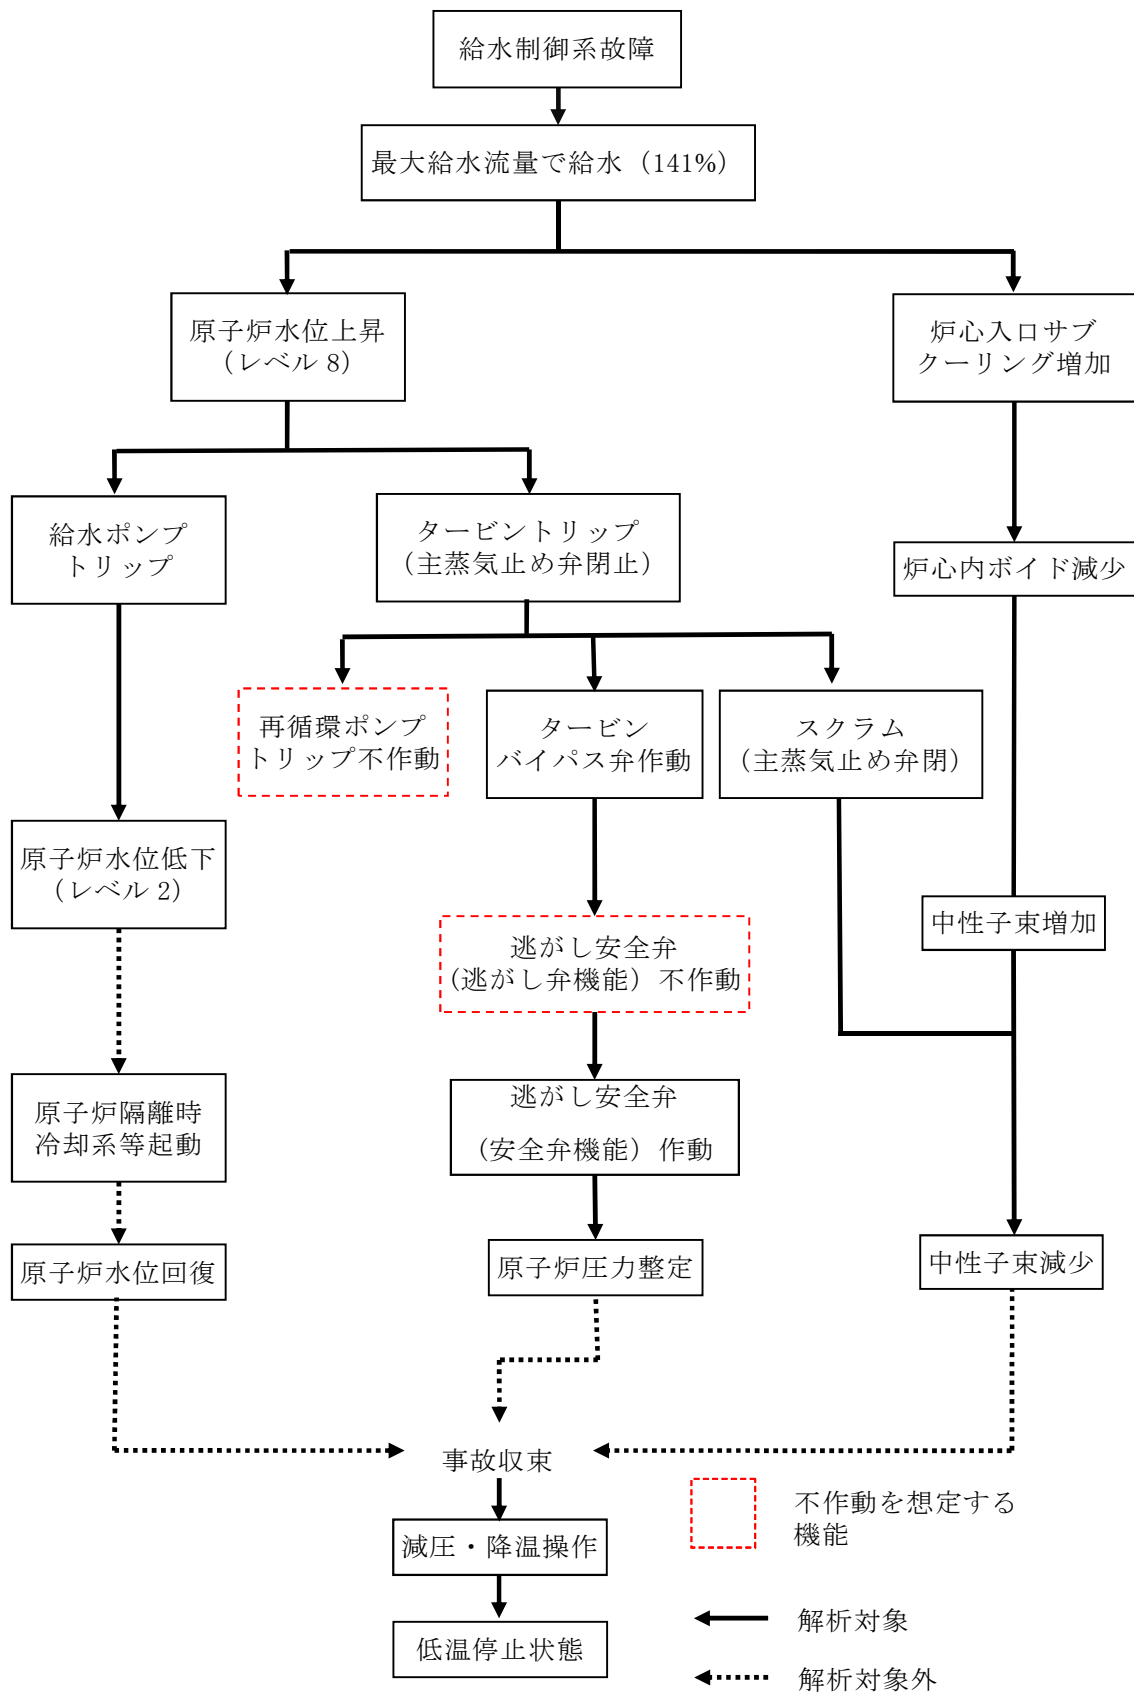 給水制御系故障
最大給水流量で給水（141%）
原子炉水位上昇
（レベル 8）
炉心入口サブ
クーリング増加
給水ポンプ
トリップ
タービントリップ
（主蒸気止め弁閉止）
炉心内ボイド減少
再循環ポンプ
トリップ不作動
タービン
バイパス弁作動
スクラム
（主蒸気止め弁閉）
原子炉水位低下
（レベル 2）
中性子束増加
逃がし安全弁
（逃がし弁機能）不作動
原子炉隔離時
冷却系等起動
逃がし安全弁
（安全弁機能）作動
原子炉水位回復
原子炉圧力整定
中性子束減少
事故収束
減圧・降温操作
低温停止状態
不作動を想定する
機能
解析対象
解析対象外